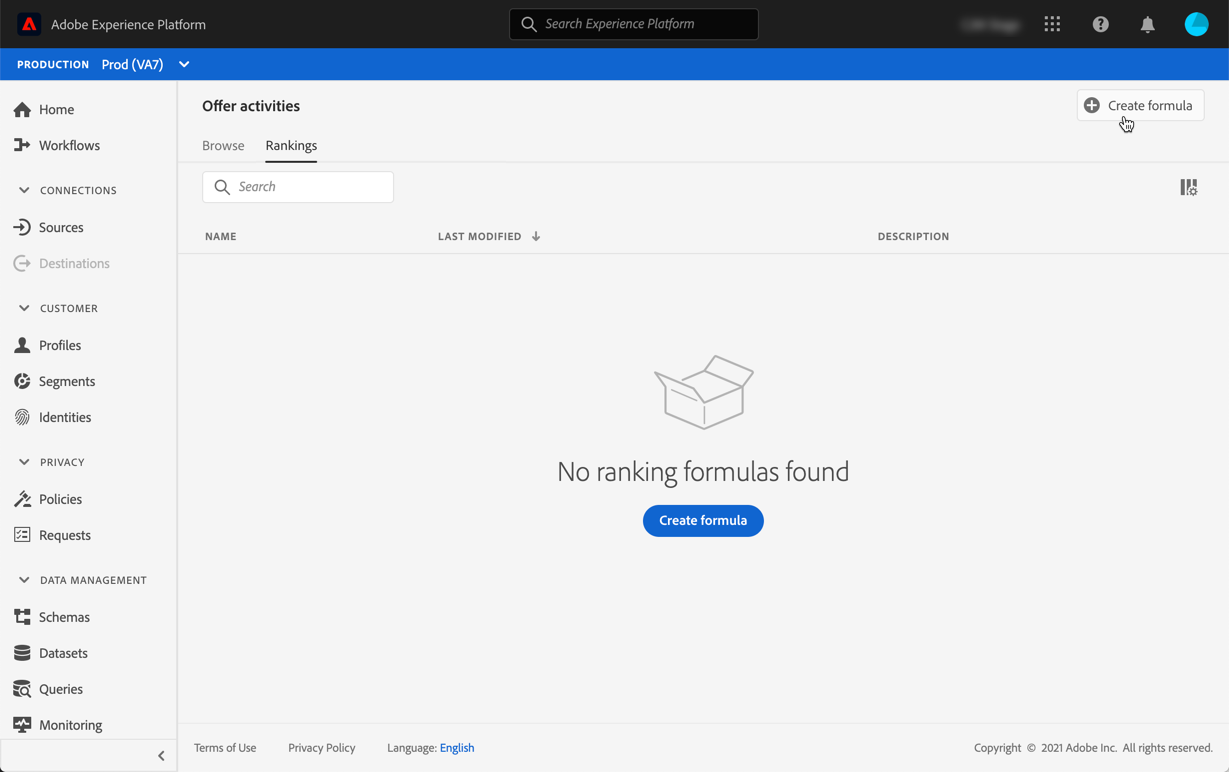 Adobe Experience Platform
Search Experience Platform
PRODUCTION Prod (VA7)
Home
Workflows
CONNECTIONS
Sources
Destinations
CUSTOMER
Profiles
Segments
Identities
PRIVACY
Policies
Requests
DATA MANAGEMENT
Schemas
Datasets
Queries
Monitoring
Offer activities
Create formula
Browse Rankings
Search
NAME LAST MODIFIED DESCRIPTION
No ranking formulas found
Create formula
Terms of Use Privacy Policy Language: English Copyright © 2021 Adobe Inc. All rights reserved.